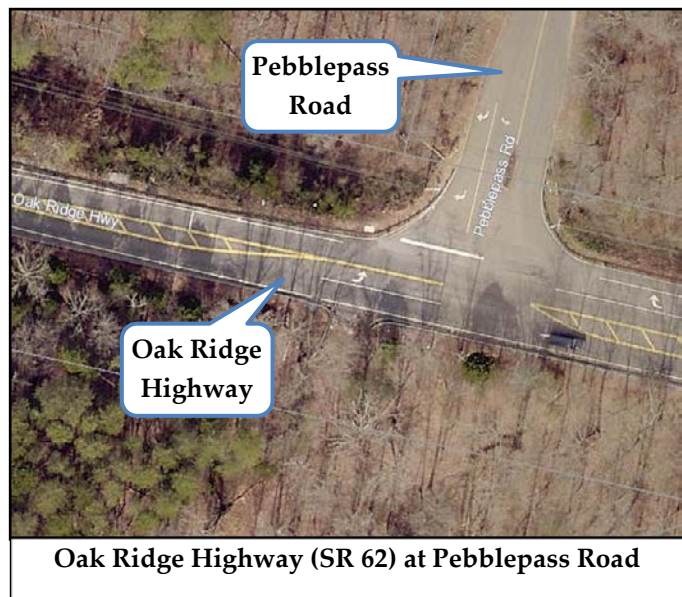 Pebblepass
Road
Pebblepass Rd
Oak Ridge Hwy
Oak Ridge
Highway
Oak Ridge Highway (SR 62) at Pebblepass Road